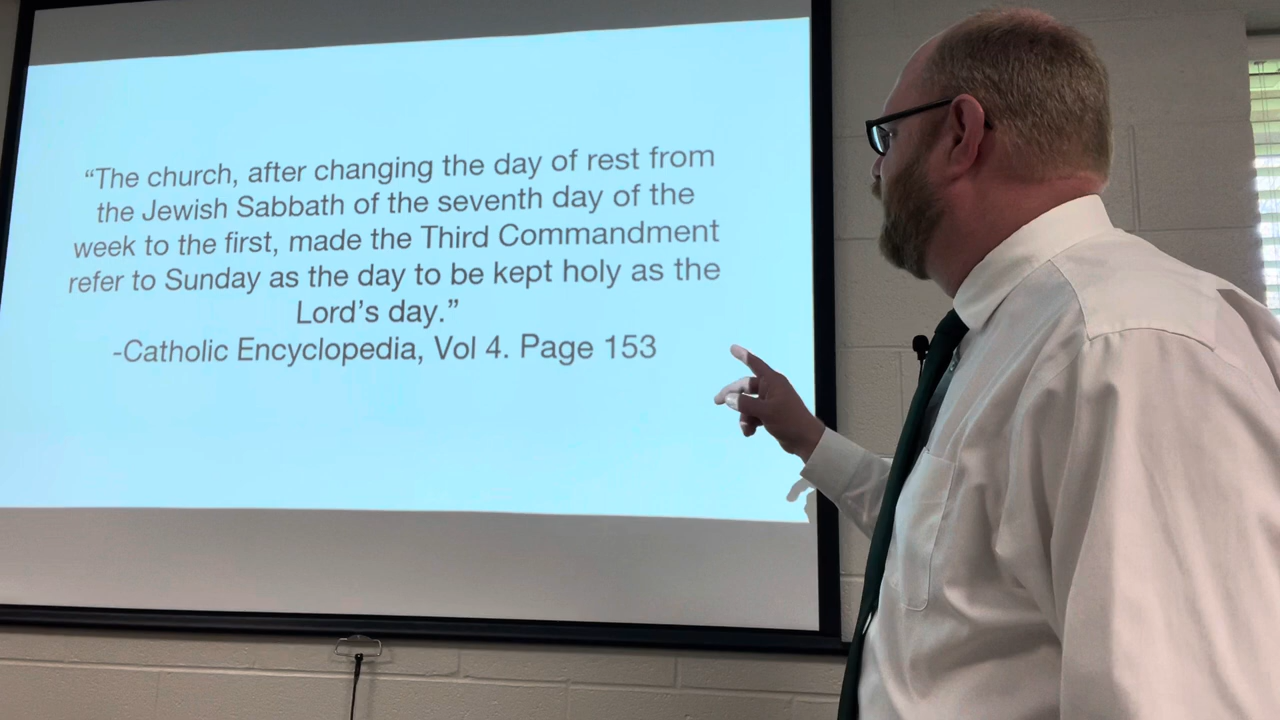 “The church, after changing the day of rest from
the Jewish Sabbath of the seventh day of the
week to the first, made the Third Commandment
refer to Sunday as the day to be kept holy as the
Lord’s day.”
-Catholic Encyclopedia, Vol 4. Page 153